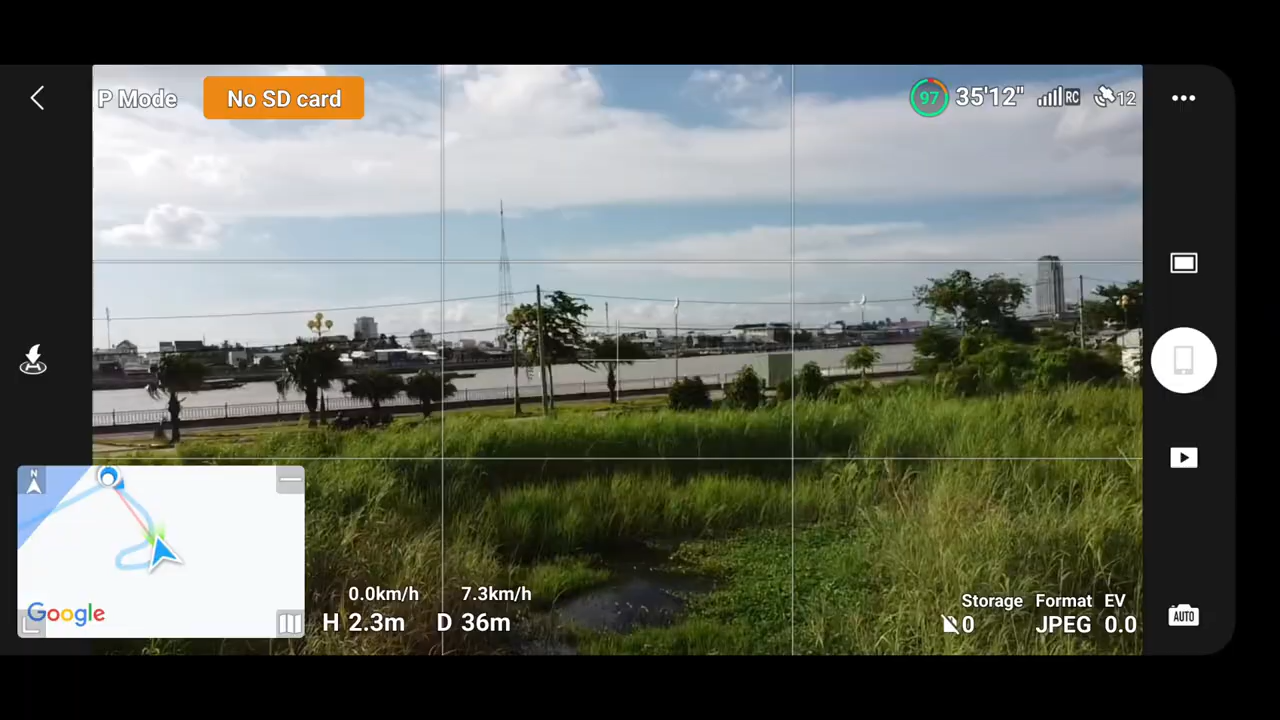 P Mode
No SD card
97
35'12"
RC
12
N
Google
0.0km/h
7.3km/h
H 2.3m
D 36m
Storage
Format
EV
0
JPEG
0.0
AUTO